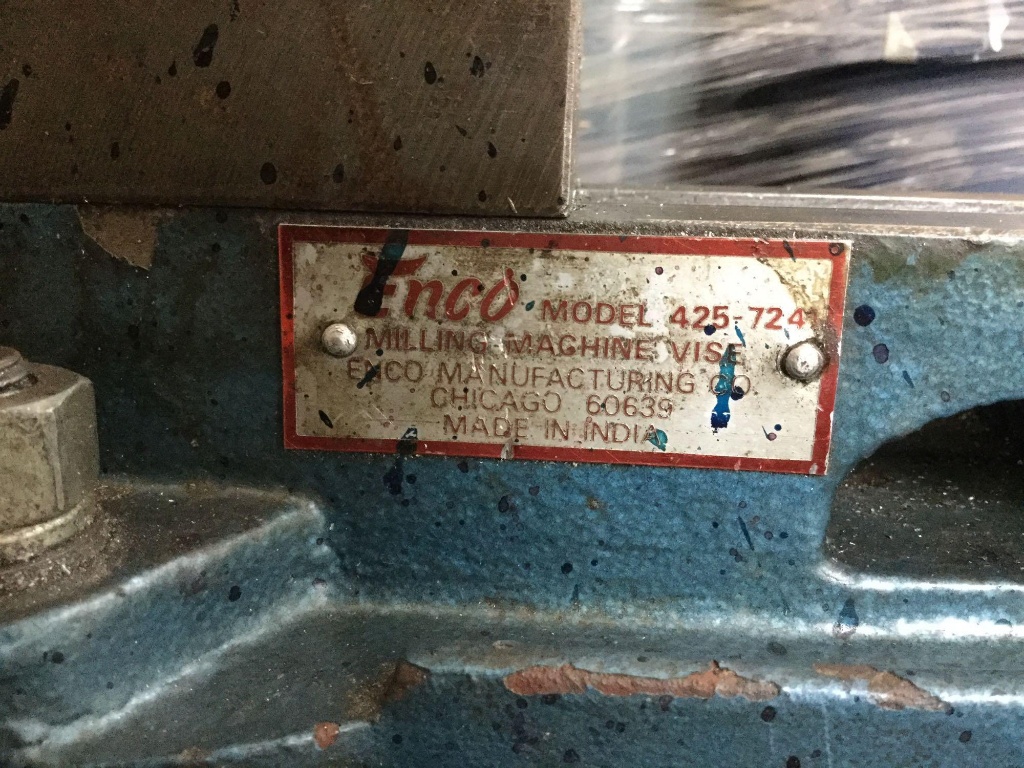 Enco MODEL 425-724
MILLING MACHINE VISE
ENCO MANUFACTURING CO.
CHICAGO 60639
MADE IN INDIA